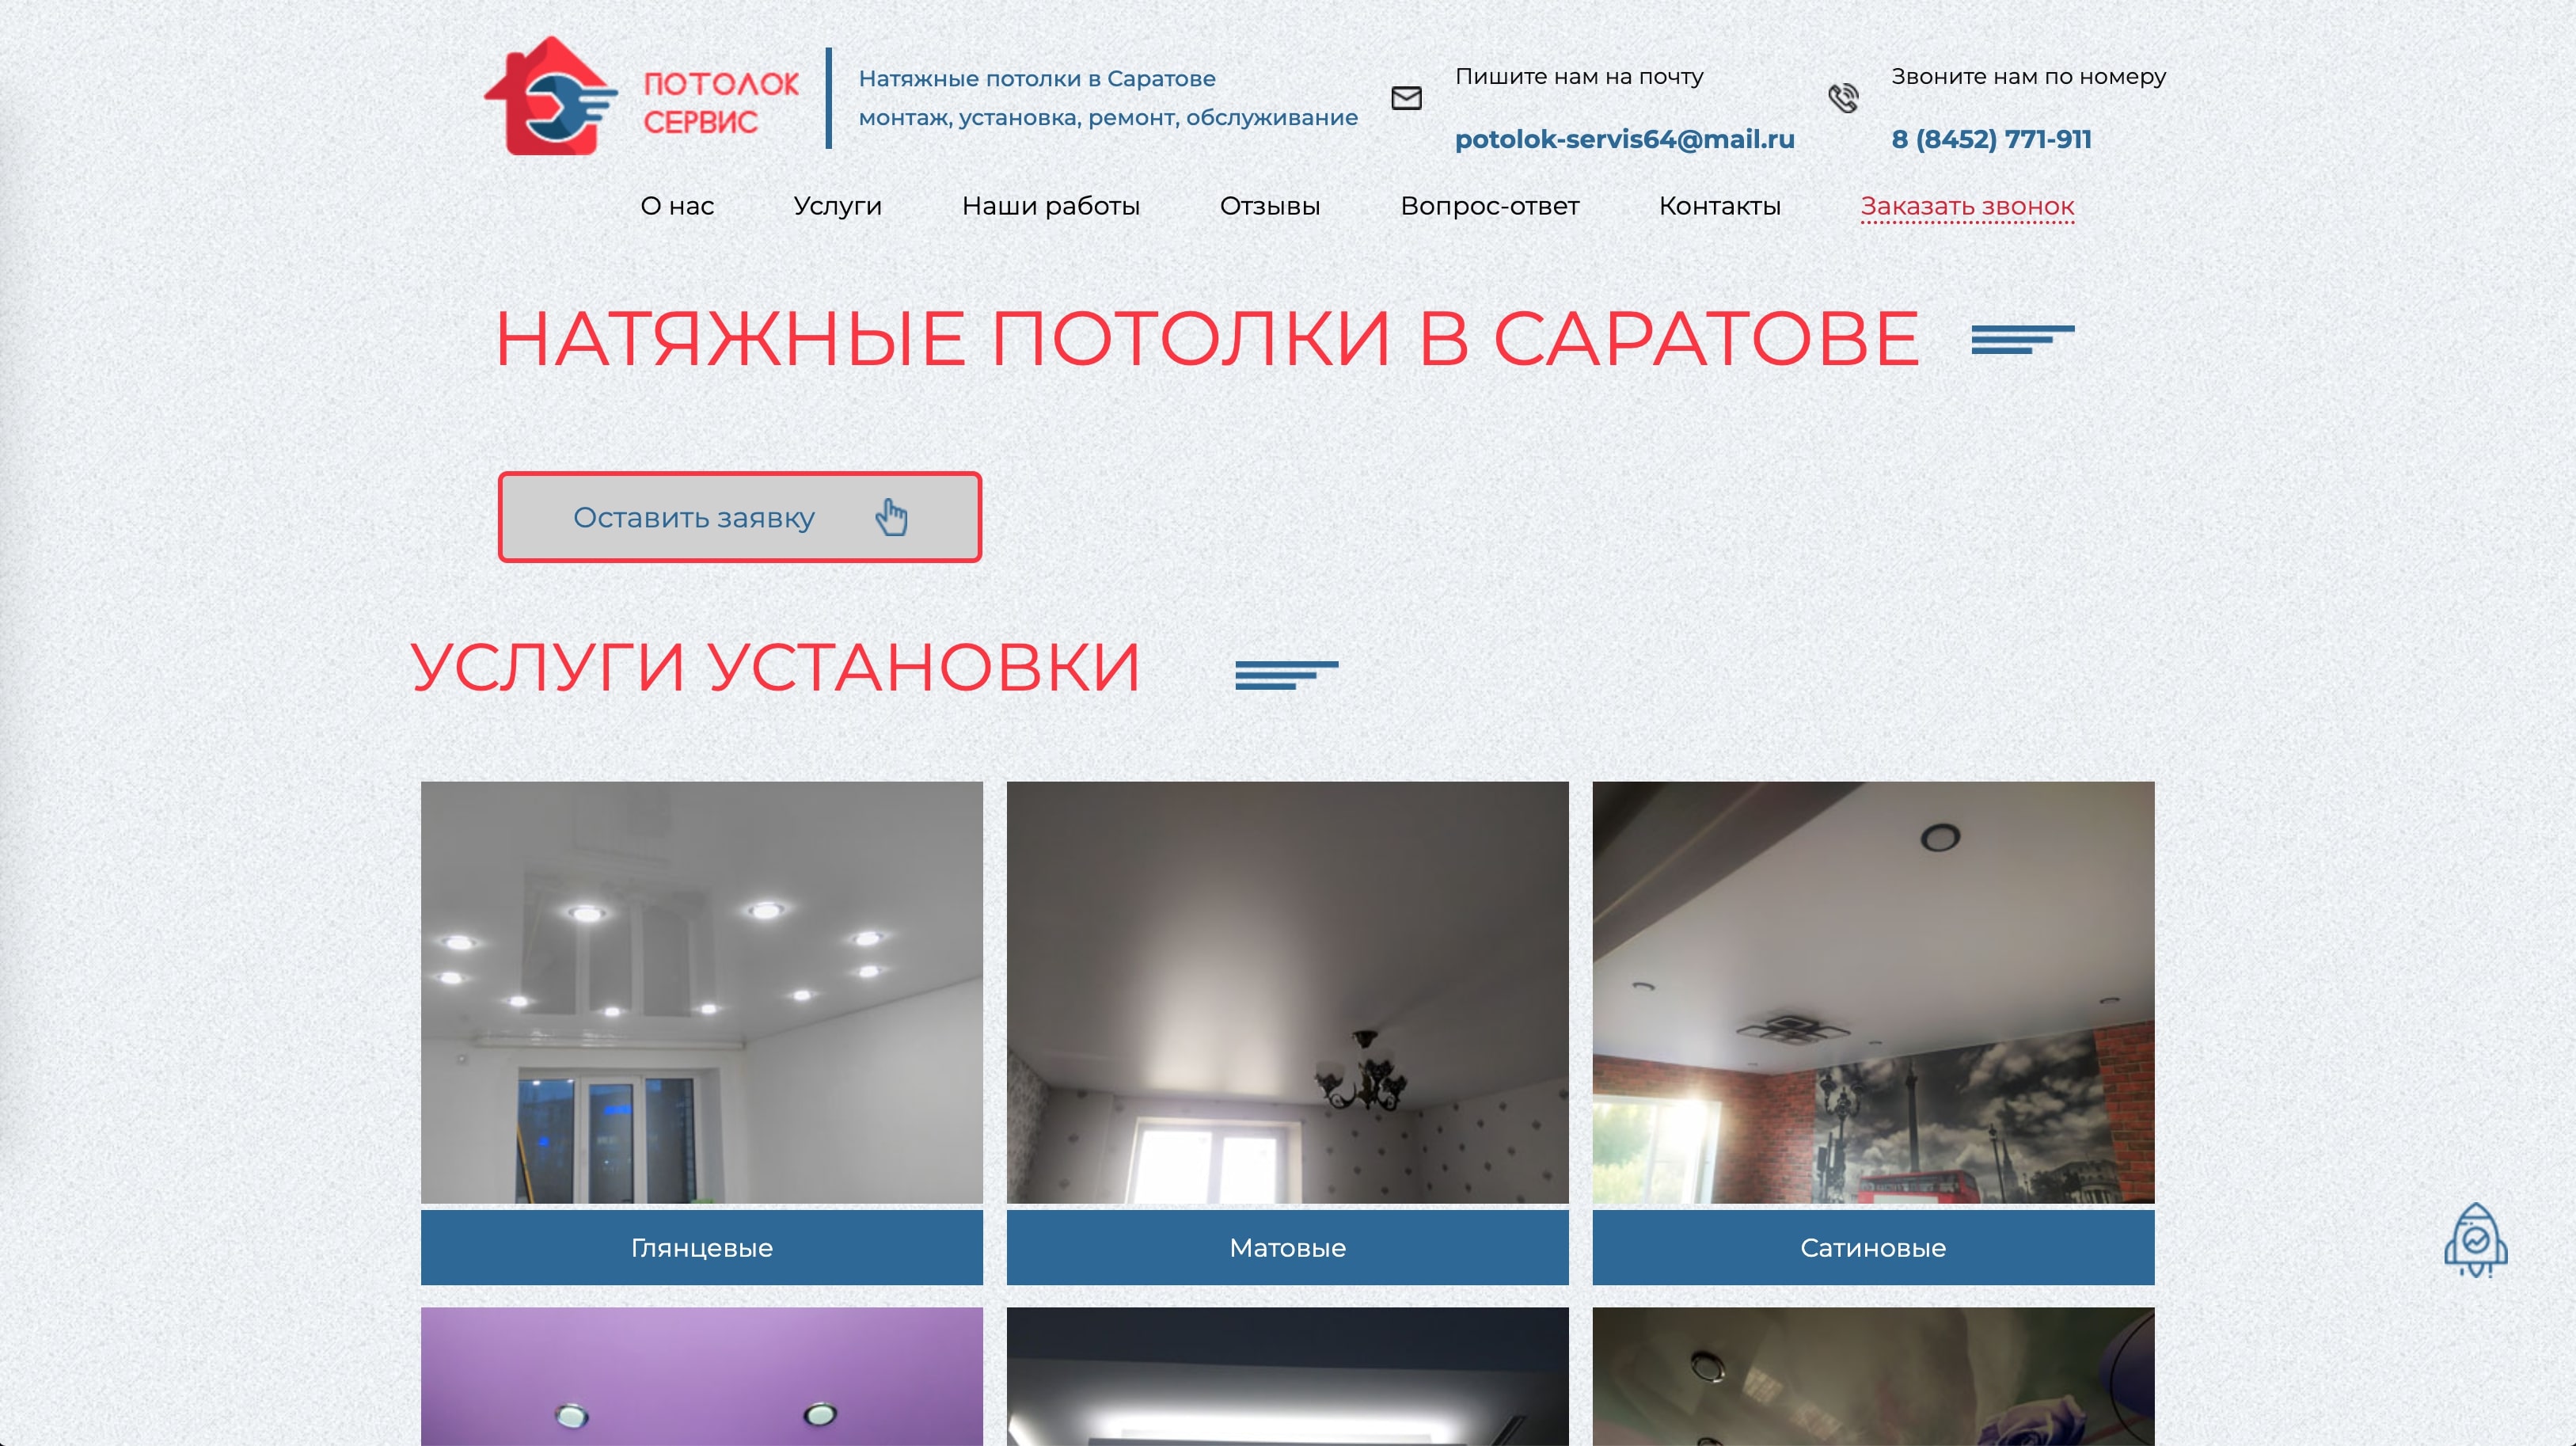 ПОТОЛОК
СЕРВИС
Натяжные потолки в Саратове
монтаж, установка, ремонт, обслуживание
Пишите нам на почту
potolok-servis64@mail.ru
Звоните нам по номеру
8 (8452) 771-911
О нас
Услуги
Наши работы
Отзывы
Вопрос-ответ
Контакты
Заказать звонок
НАТЯЖНЫЕ ПОТОЛКИ В САРАТОВЕ
Оставить заявку
УСЛУГИ УСТАНОВКИ
Глянцевые
Матовые
Сатиновые